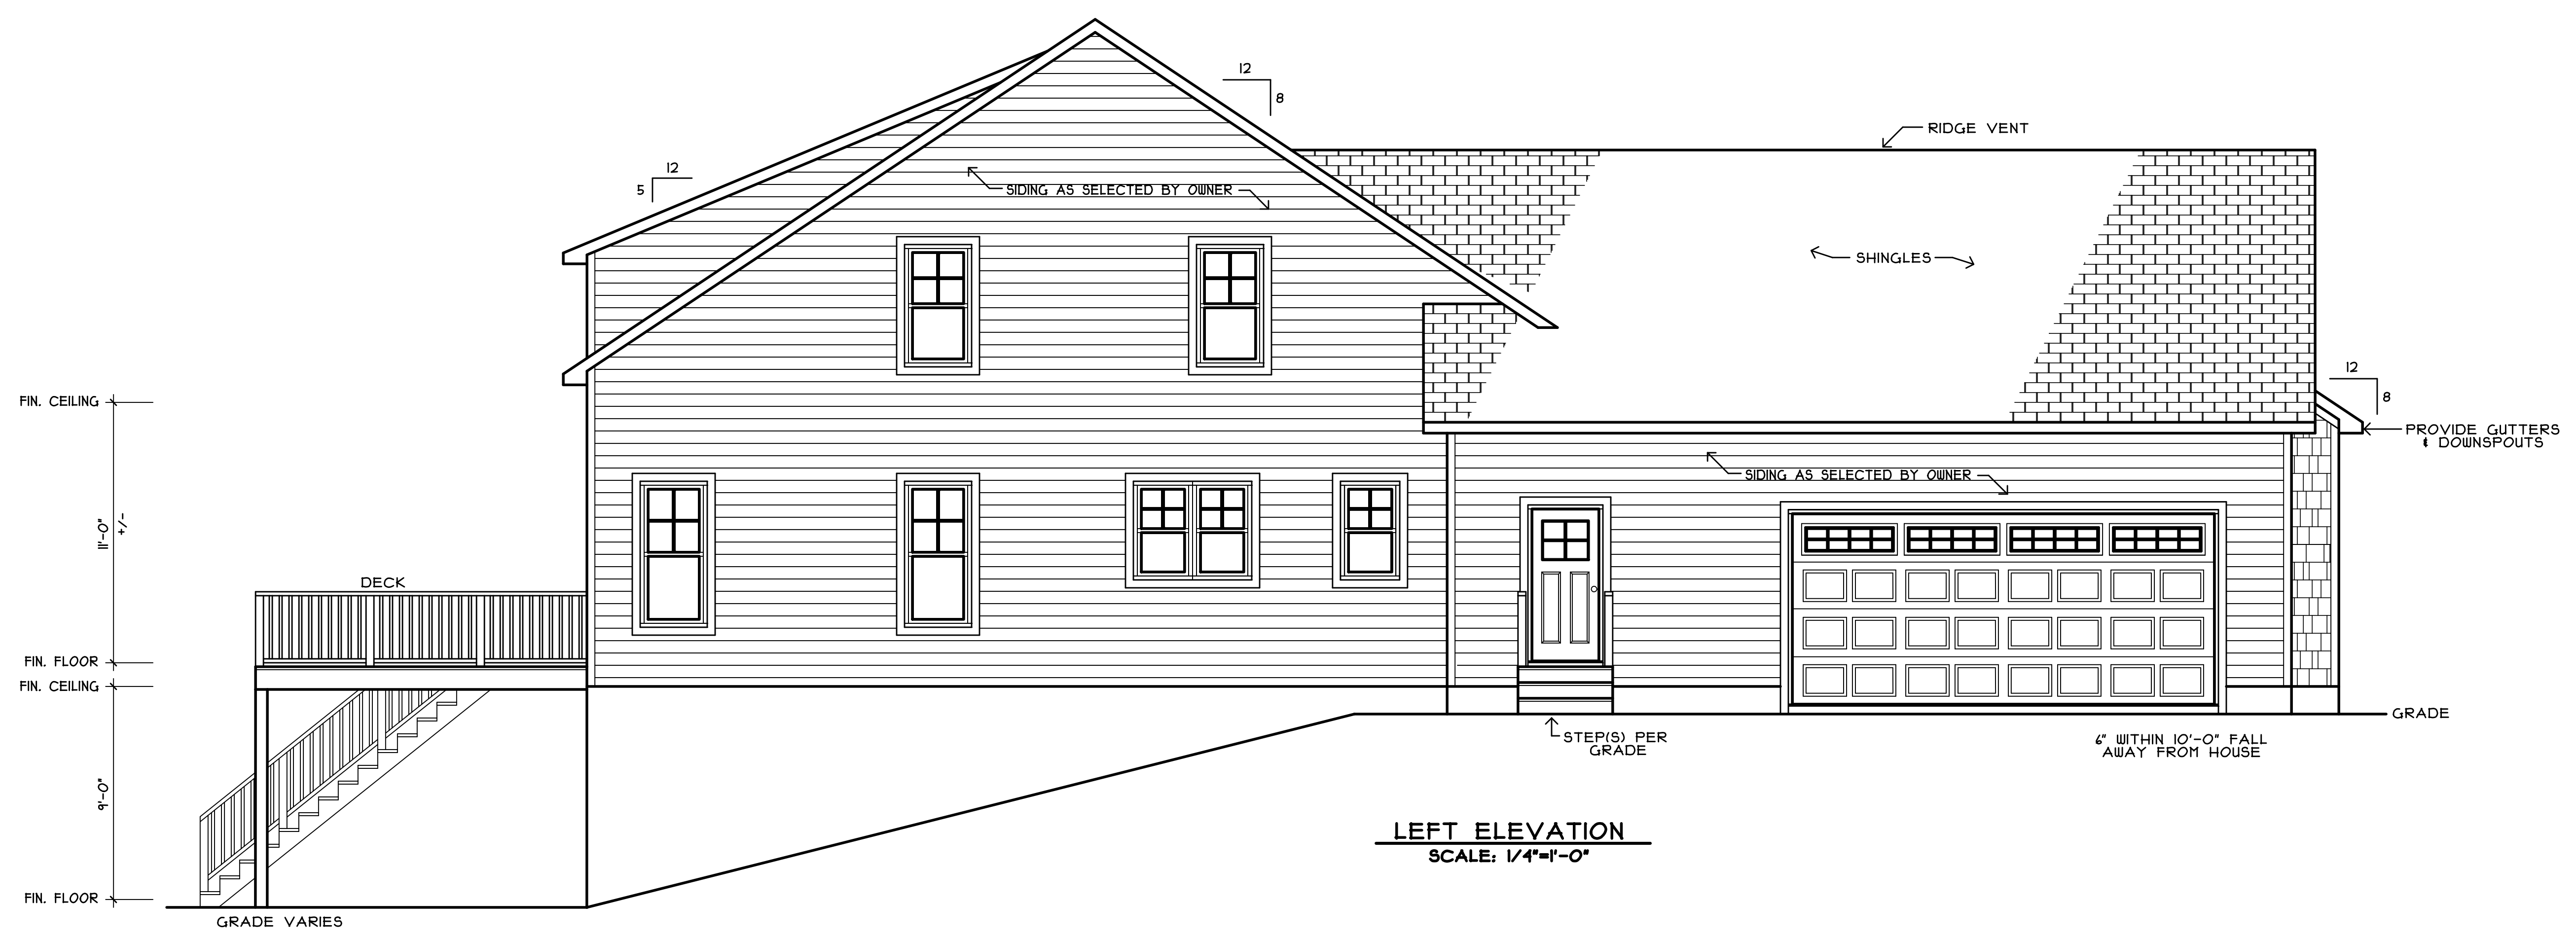 12
8
RIDGE VENT
12
5
SIDING AS SELECTED BY OWNER
SHINGLES
12
8
FIN. CEILING
PROVIDE GUTTERS
& DOWNSPOUTS
SIDING AS SELECTED BY OWNER
11'-0"
+/-
DECK
FIN. FLOOR
FIN. CEILING
GRADE
STEP(S) PER
GRADE
6" WITHIN 10'-0" FALL
AWAY FROM HOUSE
9'-0"
LEFT ELEVATION
SCALE: 1/4"=1'-0"
FIN. FLOOR
GRADE VARIES